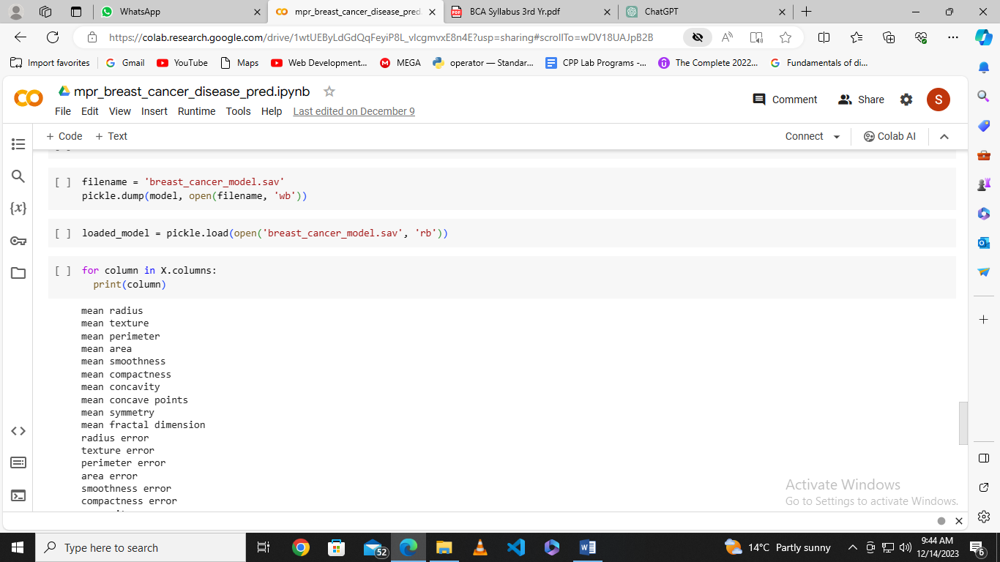 WhatsApp
mpr_breast_cancer_disease_pred.
BCA Syllabus 3rd Yr.pdf
ChatGPT
https://colab.research.google.com/drive/1wtUEByLdGdQqFeyiP8L_vlcgmvxE8n4E?usp=sharing#scrollTo=wDV18UAJpB2B
Import favorites
Gmail
YouTube
Maps
Web Development...
MEGA
operator — Standar...
CPP Lab Programs -...
The Complete 2022...
Fundamentals of di...
mpr_breast_cancer_disease_pred.ipynb
Comment
Share
S
File Edit View Insert Runtime Tools Help Last edited on December 9
+ Code + Text
Connect
Colab AI
[ ] filename = 'breast_cancer_model.sav'
pickle.dump(model, open(filename, 'wb'))
[ ] loaded_model = pickle.load(open('breast_cancer_model.sav', 'rb'))
[ ] for column in X.columns:
print(column)
mean radius
mean texture
mean perimeter
mean area
mean smoothness
mean compactness
mean concavity
mean concave points
mean symmetry
mean fractal dimension
radius error
texture error
perimeter error
area error
smoothness error
compactness error
Activate Windows
Go to Settings to activate Windows.
Type here to search
52
14°C Partly sunny
9:44 AM
12/14/2023
6